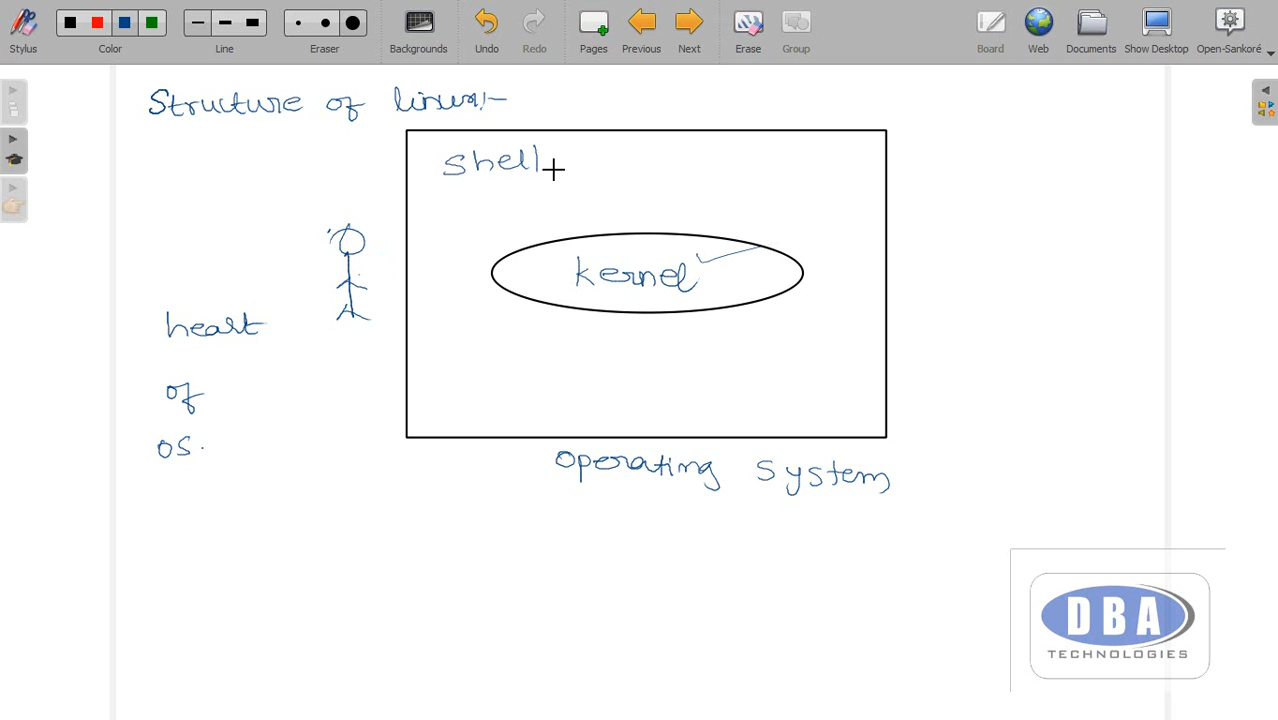 Stylus Color Line Eraser Backgrounds Undo Redo Pages Previous Next Erase Group Board Web Documents Show Desktop Open-Sankoré
Structure of linux:-
shell
kernel
heart
of
os.
operating system
DBA
TECHNOLOGIES